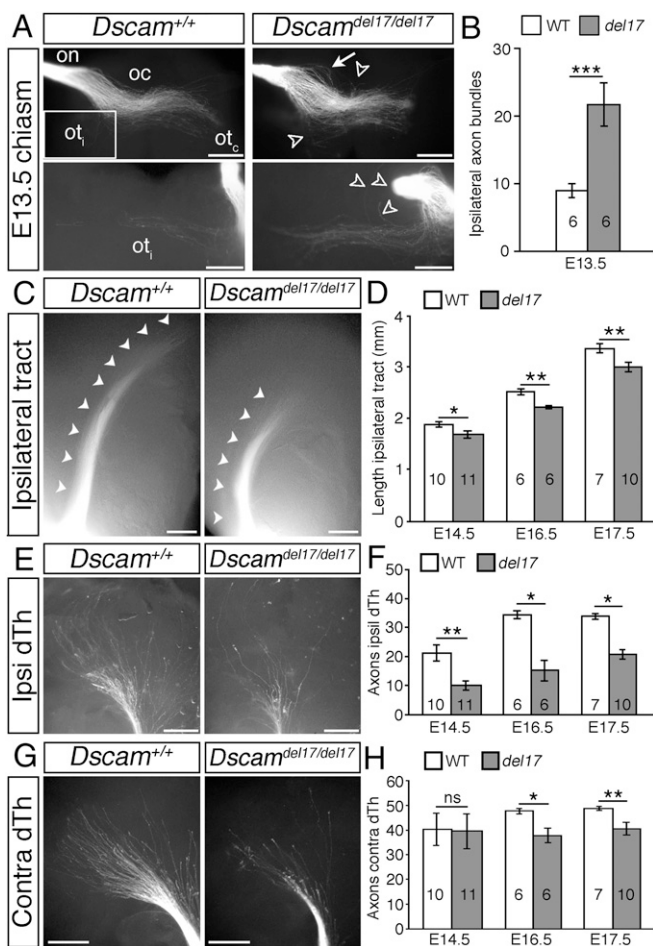 A
Dscam+/+
Dscamdel17/del17
E13.5 chiasm
on
oc
oti
otc
oti
B
WT del17
Ipsilateral axon bundles
30
20
10
0
***
6 6
E13.5
C
Dscam+/+
Dscamdel17/del17
Ipsilateral tract
D
WT del17
Length ipsilateral tract (mm)
4
3
2
1
0
* ** **
10 11 6 6 7 10
E14.5 E16.5 E17.5
E
Dscam+/+
Dscamdel17/del17
Ipsi dTh
F
WT del17
Axons ipsil dTh
40
30
20
10
0
** * *
10 11 6 6 7 10
E14.5 E16.5 E17.5
G
Dscam+/+
Dscamdel17/del17
Contra dTh
H
WT del17
Axons contra dTh
50
40
30
20
10
0
ns * **
10 11 6 6 7 10
E14.5 E16.5 E17.5